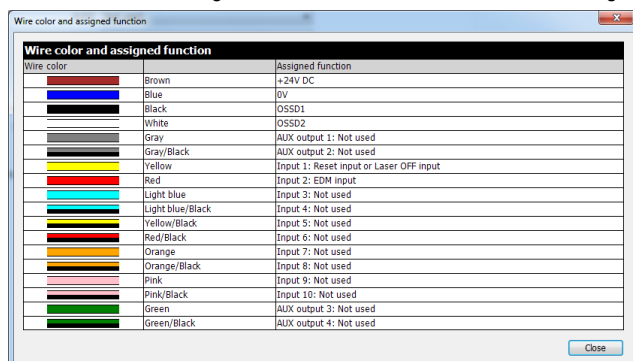 Wire color and assigned function
Wire color and assigned function
Wire color Assigned function
Brown +24V DC
Blue 0V
Black OSSD1
White OSSD2
Gray AUX output 1: Not used
Gray/Black AUX output 2: Not used
Yellow Input 1: Reset input or Laser OFF input
Red Input 2: EDM input
Light blue Input 3: Not used
Light blue/Black Input 4: Not used
Yellow/Black Input 5: Not used
Red/Black Input 6: Not used
Orange Input 7: Not used
Orange/Black Input 8: Not used
Pink Input 9: Not used
Pink/Black Input 10: Not used
Green AUX output 3: Not used
Green/Black AUX output 4: Not used
Close